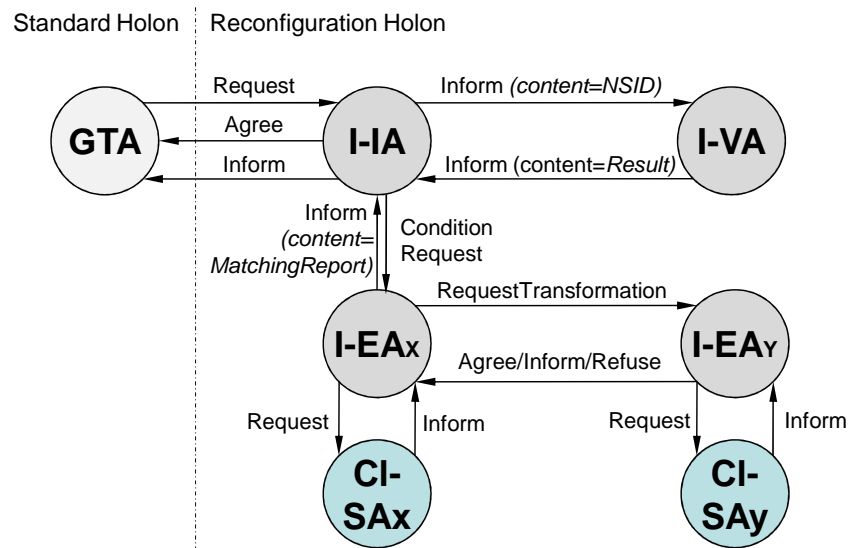 Standard Holon
Reconfiguration Holon
Request
Inform (content=NSID)
GTA
Agree
I-IA
I-VA
Inform
Inform (content=Result)
Inform
(content=
MatchingReport)
Condition
Request
RequestTransformation
I-EAX
I-EAY
Agree/Inform/Refuse
Request
Inform
Request
Inform
CI-
SAx
CI-
SAy